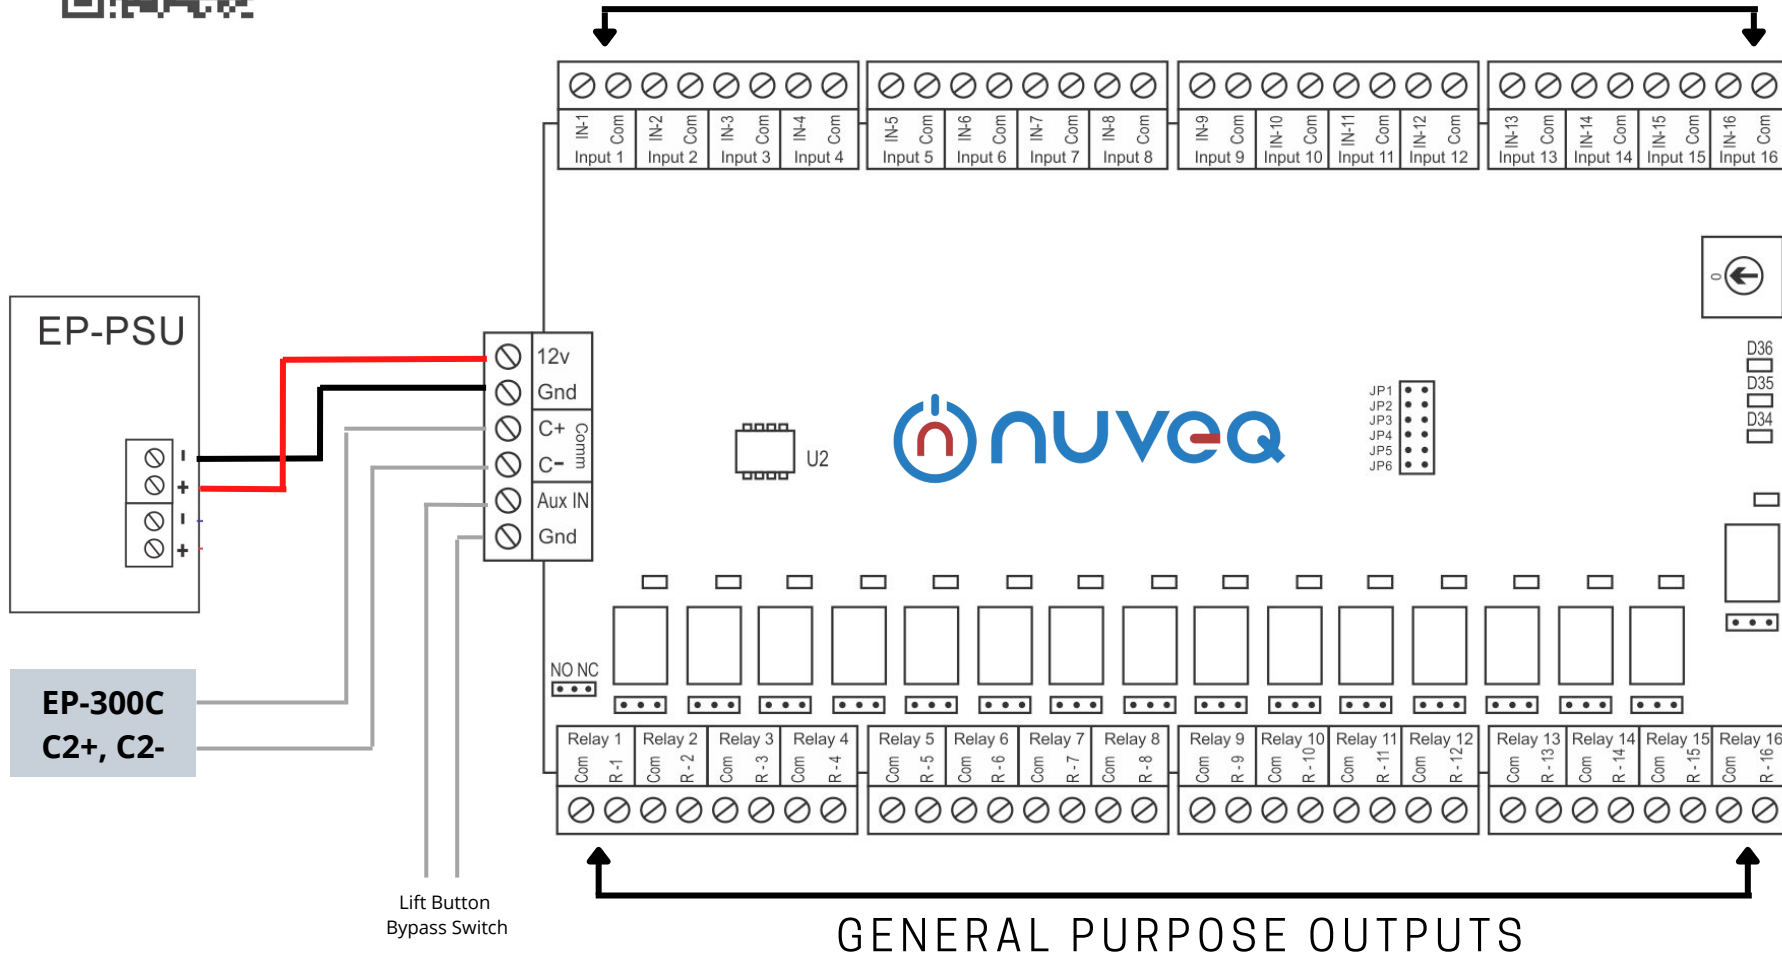 IN-1 Com IN-2 Com IN-3 Com IN-4 Com IN-5 Com IN-6 Com IN-7 Com IN-8 Com IN-9 Com IN-10 Com IN-11 Com IN-12 Com IN-13 Com IN-14 Com IN-15 Com IN-16 Com
Input 1 Input 2 Input 3 Input 4 Input 5 Input 6 Input 7 Input 8 Input 9 Input 10 Input 11 Input 12 Input 13 Input 14 Input 15 Input 16
0
EP-PSU
12v
Gnd
C+
C-
Comm
Aux IN
Gnd
-
+
-
+
U2
nuveq
JP1
JP2
JP3
JP4
JP5
JP6
D36
D35
D34
EP-300C
C2+, C2-
NO NC
Relay 1 Relay 2 Relay 3 Relay 4 Relay 5 Relay 6 Relay 7 Relay 8 Relay 9 Relay 10 Relay 11 Relay 12 Relay 13 Relay 14 Relay 15 Relay 16
Com R-1 Com R-2 Com R-3 Com R-4 Com R-5 Com R-6 Com R-7 Com R-8 Com R-9 Com R-10 Com R-11 Com R-12 Com R-13 Com R-14 Com R-15 Com R-16
Lift Button
Bypass Switch
GENERAL PURPOSE OUTPUTS